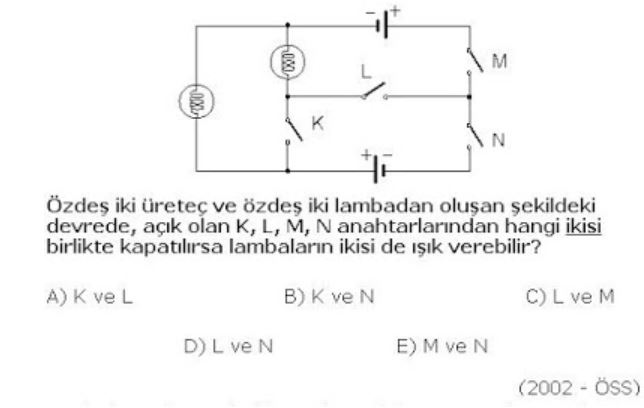 - +
M
L
K
N
+ -
Özdeş iki üreteç ve özdeş iki lambadan oluşan şekildeki
devrede, açık olan K, L, M, N anahtarlarından hangi ikisi
birlikte kapatılırsa lambaların ikisi de ışık verebilir?
A) K ve L B) K ve N C) L ve M
D) L ve N E) M ve N
(2002 - ÖSS)